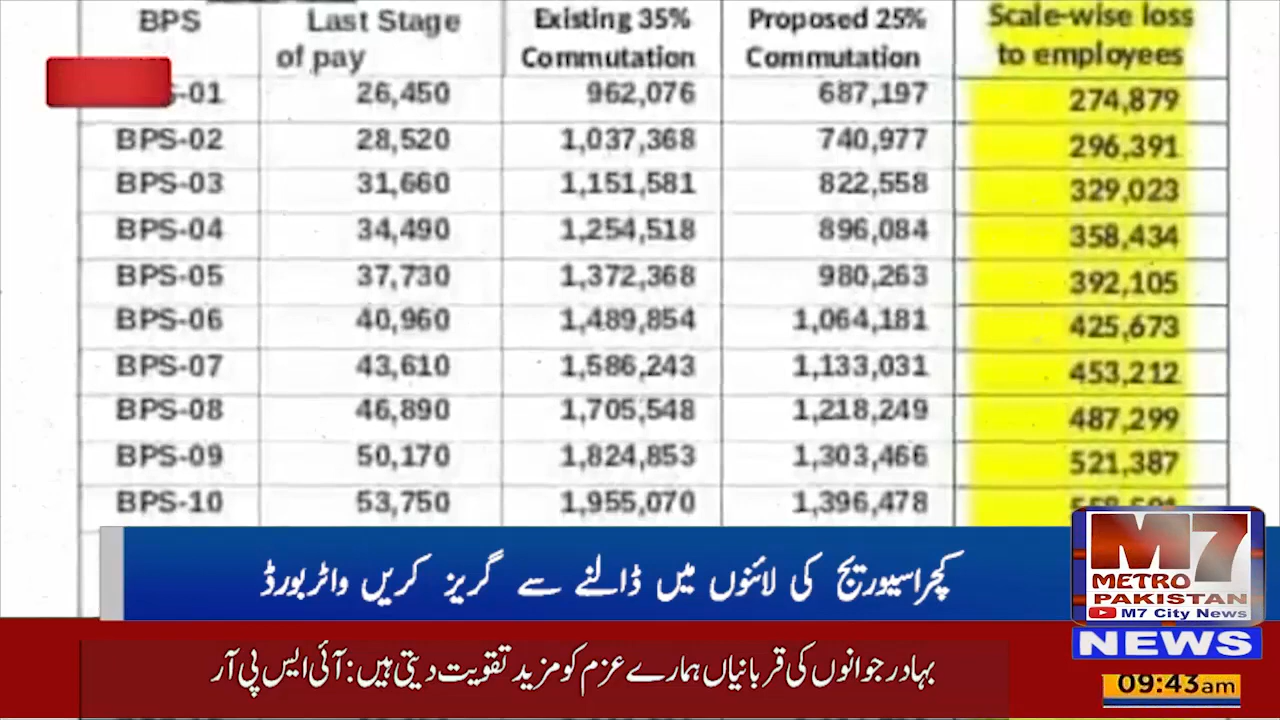 BPS Last Stage of pay Existing 35% Commutation Proposed 25% Commutation Scale-wise loss to employees
-01 26,450 962,076 687,197 274,879
BPS-02 28,520 1,037,368 740,977 296,391
BPS-03 31,660 1,151,581 822,558 329,023
BPS-04 34,490 1,254,518 896,084 358,434
BPS-05 37,730 1,372,368 980,263 392,105
BPS-06 40,960 1,489,854 1,064,181 425,673
BPS-07 43,610 1,586,243 1,133,031 453,212
BPS-08 46,890 1,705,548 1,218,249 487,299
BPS-09 50,170 1,824,853 1,303,466 521,387
BPS-10 53,750 1,955,070 1,396,478
کچراسیوریج کی لائنوں میں ڈالنے سے گریز کریں واٹربورڈ
M7
METRO
PAKISTAN
M7 City News
NEWS
بہادر جوانوں کی قربانیاں ہمارے عزم کو مزید تقویت دیتی ہیں: آئی ایس پی آر
09:43am